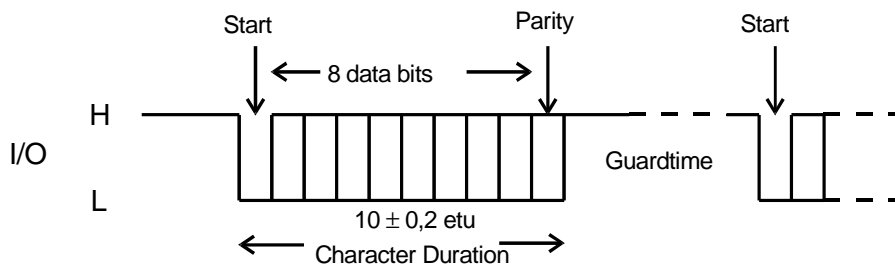 Start
Parity
Start
8 data bits
H
I/O
Guardtime
L
10 ± 0,2 etu
Character Duration